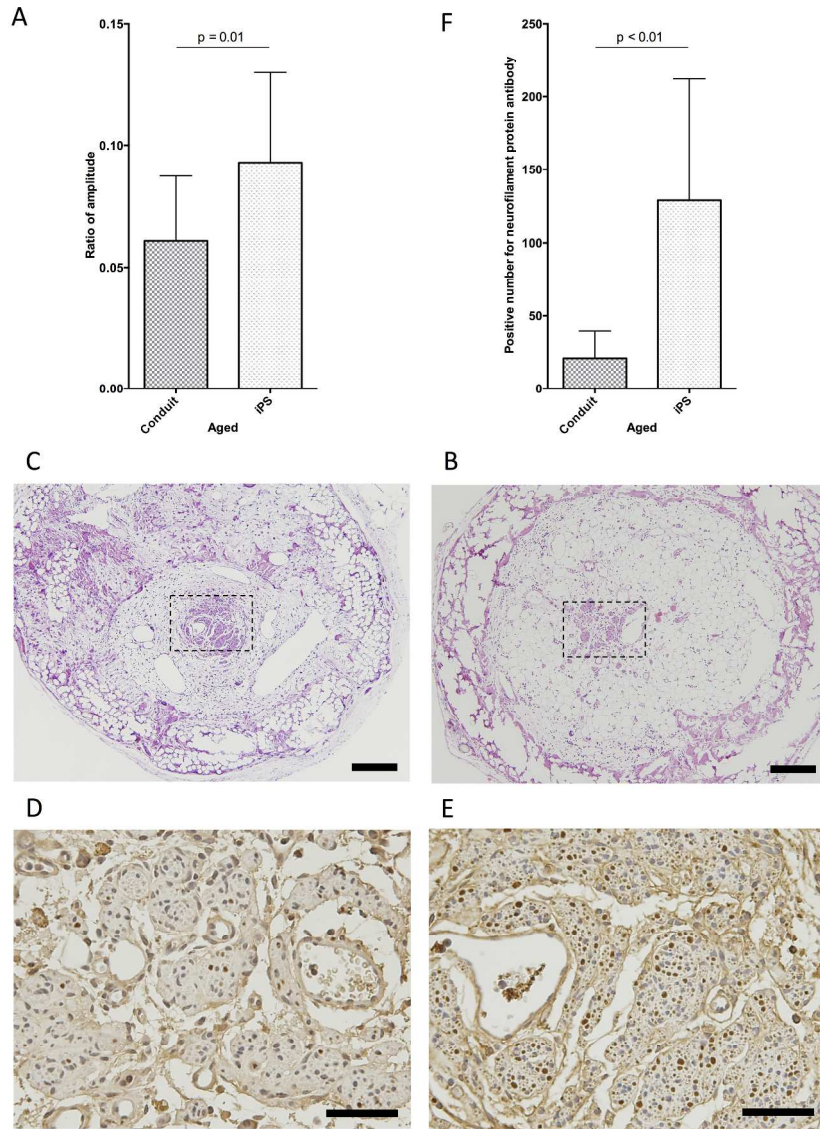 A
Ratio of amplitude
0.15
0.10
0.05
0.00
p = 0.01
Conduit
iPS
Aged
F
Positive number for neurofilament protein antibody
250
200
150
100
50
0
p < 0.01
Conduit
iPS
Aged
C
B
D
E